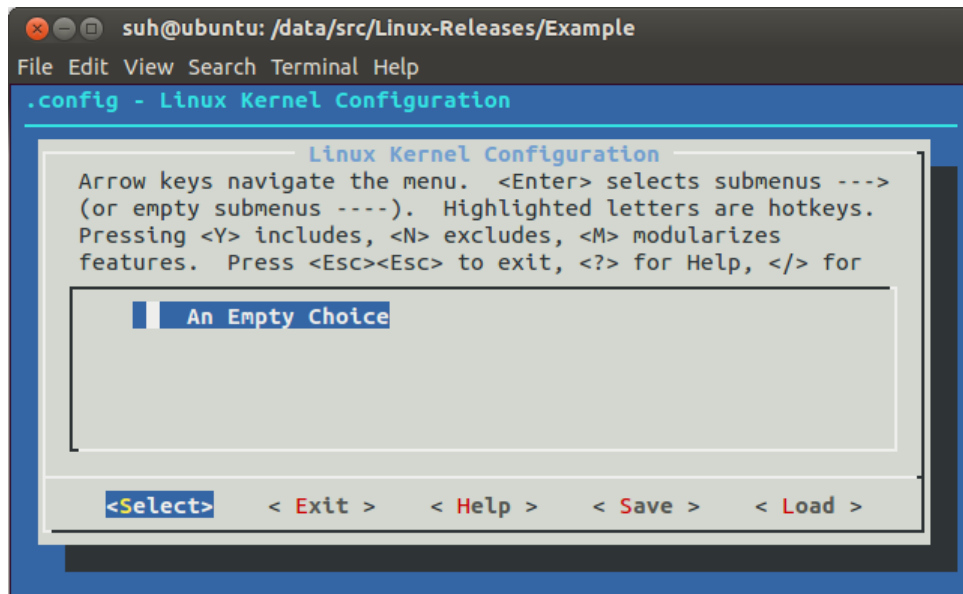 suh@ubuntu: /data/src/Linux-Releases/Example
File Edit View Search Terminal Help
.config - Linux Kernel Configuration
Linux Kernel Configuration
Arrow keys navigate the menu.  <Enter> selects submenus --->
(or empty submenus ----).  Highlighted letters are hotkeys.
Pressing <Y> includes, <N> excludes, <M> modularizes
features.  Press <Esc><Esc> to exit, <?> for Help, </> for
An Empty Choice
<Select>    < Exit >    < Help >    < Save >    < Load >